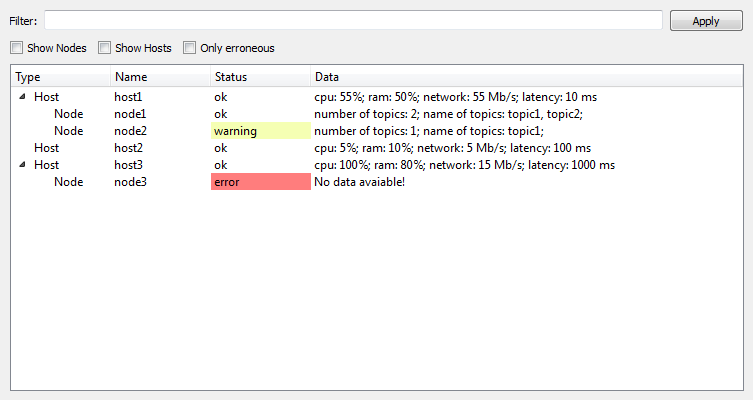 Filter: Apply
Show Nodes Show Hosts Only erroneous
Type Name Status Data
Host host1 ok cpu: 55%; ram: 50%; network: 55 Mb/s; latency: 10 ms
Node node1 ok number of topics: 2; name of topics: topic1, topic2;
Node node2 warning number of topics: 1; name of topics: topic1;
Host host2 ok cpu: 5%; ram: 10%; network: 5 Mb/s; latency: 100 ms
Host host3 ok cpu: 100%; ram: 80%; network: 15 Mb/s; latency: 1000 ms
Node node3 error No data avaiable!